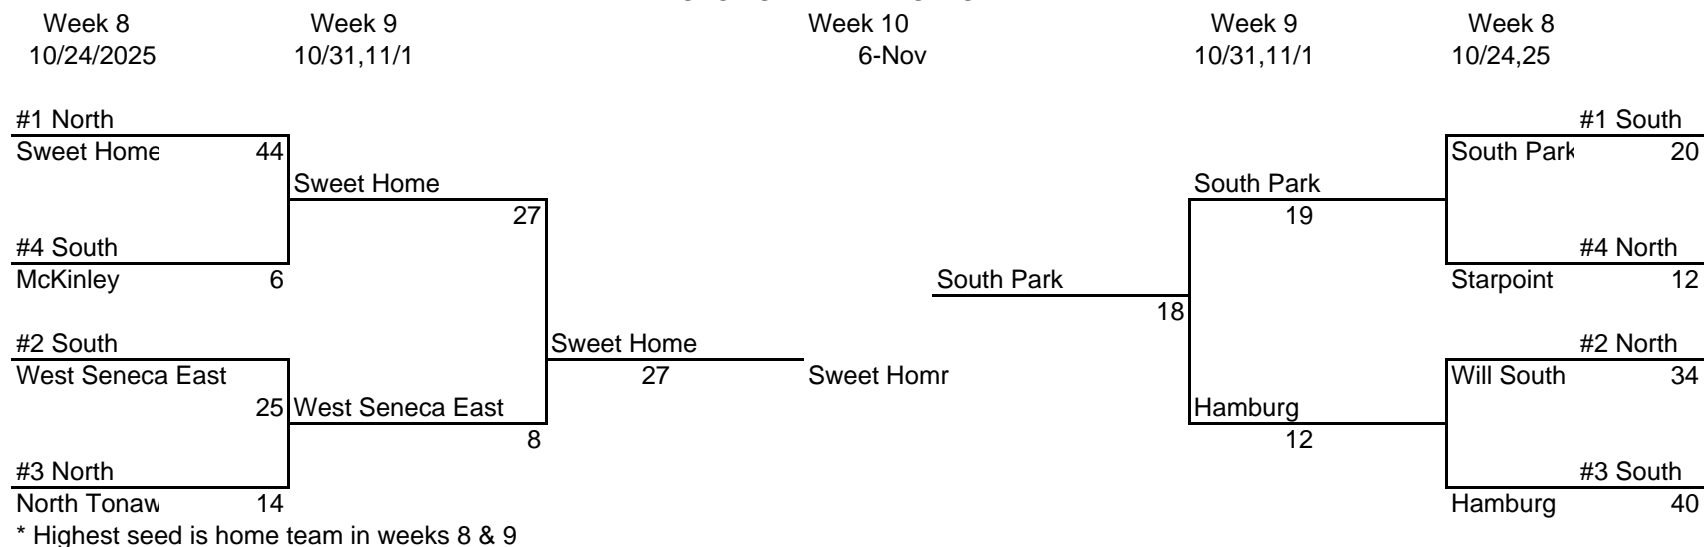 Week 8 Week 9 Week 10 Week 9 Week 8
10/24/2025 10/31,11/1 6-Nov 10/31,11/1 10/24,25
#1 North #1 South
Sweet Home 44 South Park 20
Sweet Home South Park
27 19
#4 South #4 North
McKinley 6 South Park Starpoint 12
18
#2 South Sweet Home #2 North
West Seneca East 27 Sweet Homr Will South 34
25 West Seneca East Hamburg
8 12
#3 North #3 South
North Tonaw 14 Hamburg 40
* Highest seed is home team in weeks 8 & 9